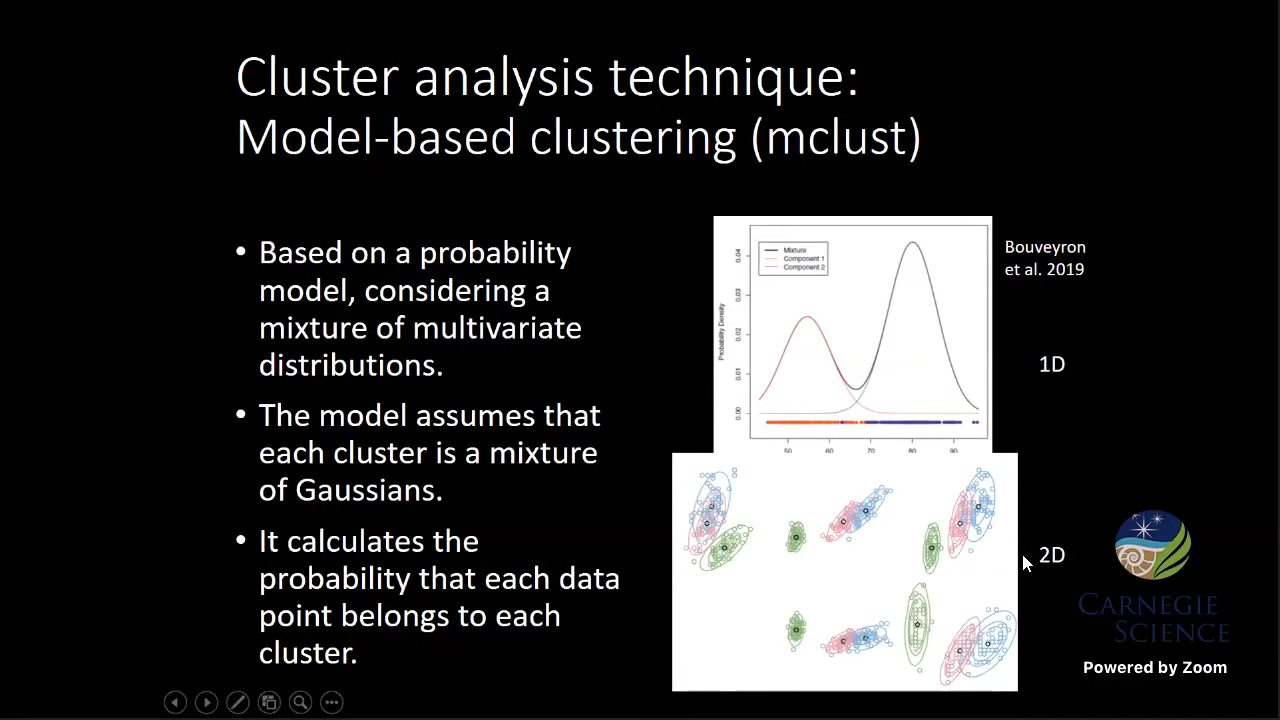 Cluster analysis technique:
Model-based clustering (mclust)
• Based on a probability
model, considering a
mixture of multivariate
distributions.
• The model assumes that
each cluster is a mixture
of Gaussians.
• It calculates the
probability that each data
point belongs to each
cluster.
Mixture
Component 1
Component 2
Probability Density
0.04
0.03
0.02
0.01
0.00
50 60 70 80 90
Bouveyron
et al. 2019
1D
2D
CARNEGIE
SCIENCE
Powered by Zoom